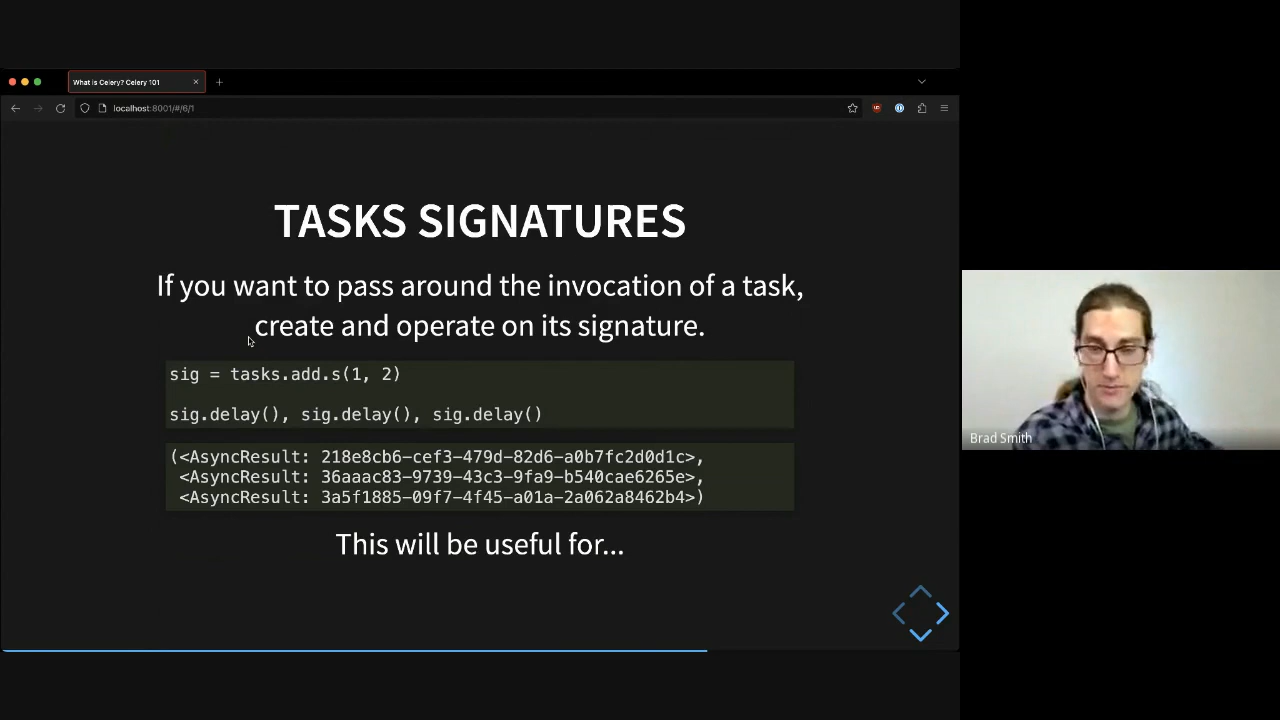 What is Celery? Celery 101
localhost:8001/#/6/1
TASKS SIGNATURES
If you want to pass around the invocation of a task,
create and operate on its signature.
sig = tasks.add.s(1, 2)
sig.delay(), sig.delay(), sig.delay()
(<AsyncResult: 218e8cb6-cef3-479d-82d6-a0b7fc2d0d1c>,
<AsyncResult: 36aaac83-9739-43c3-9fa9-b540cae6265e>,
<AsyncResult: 3a5f1885-09f7-4f45-a01a-2a062a8462b4>)
This will be useful for...
Brad Smith